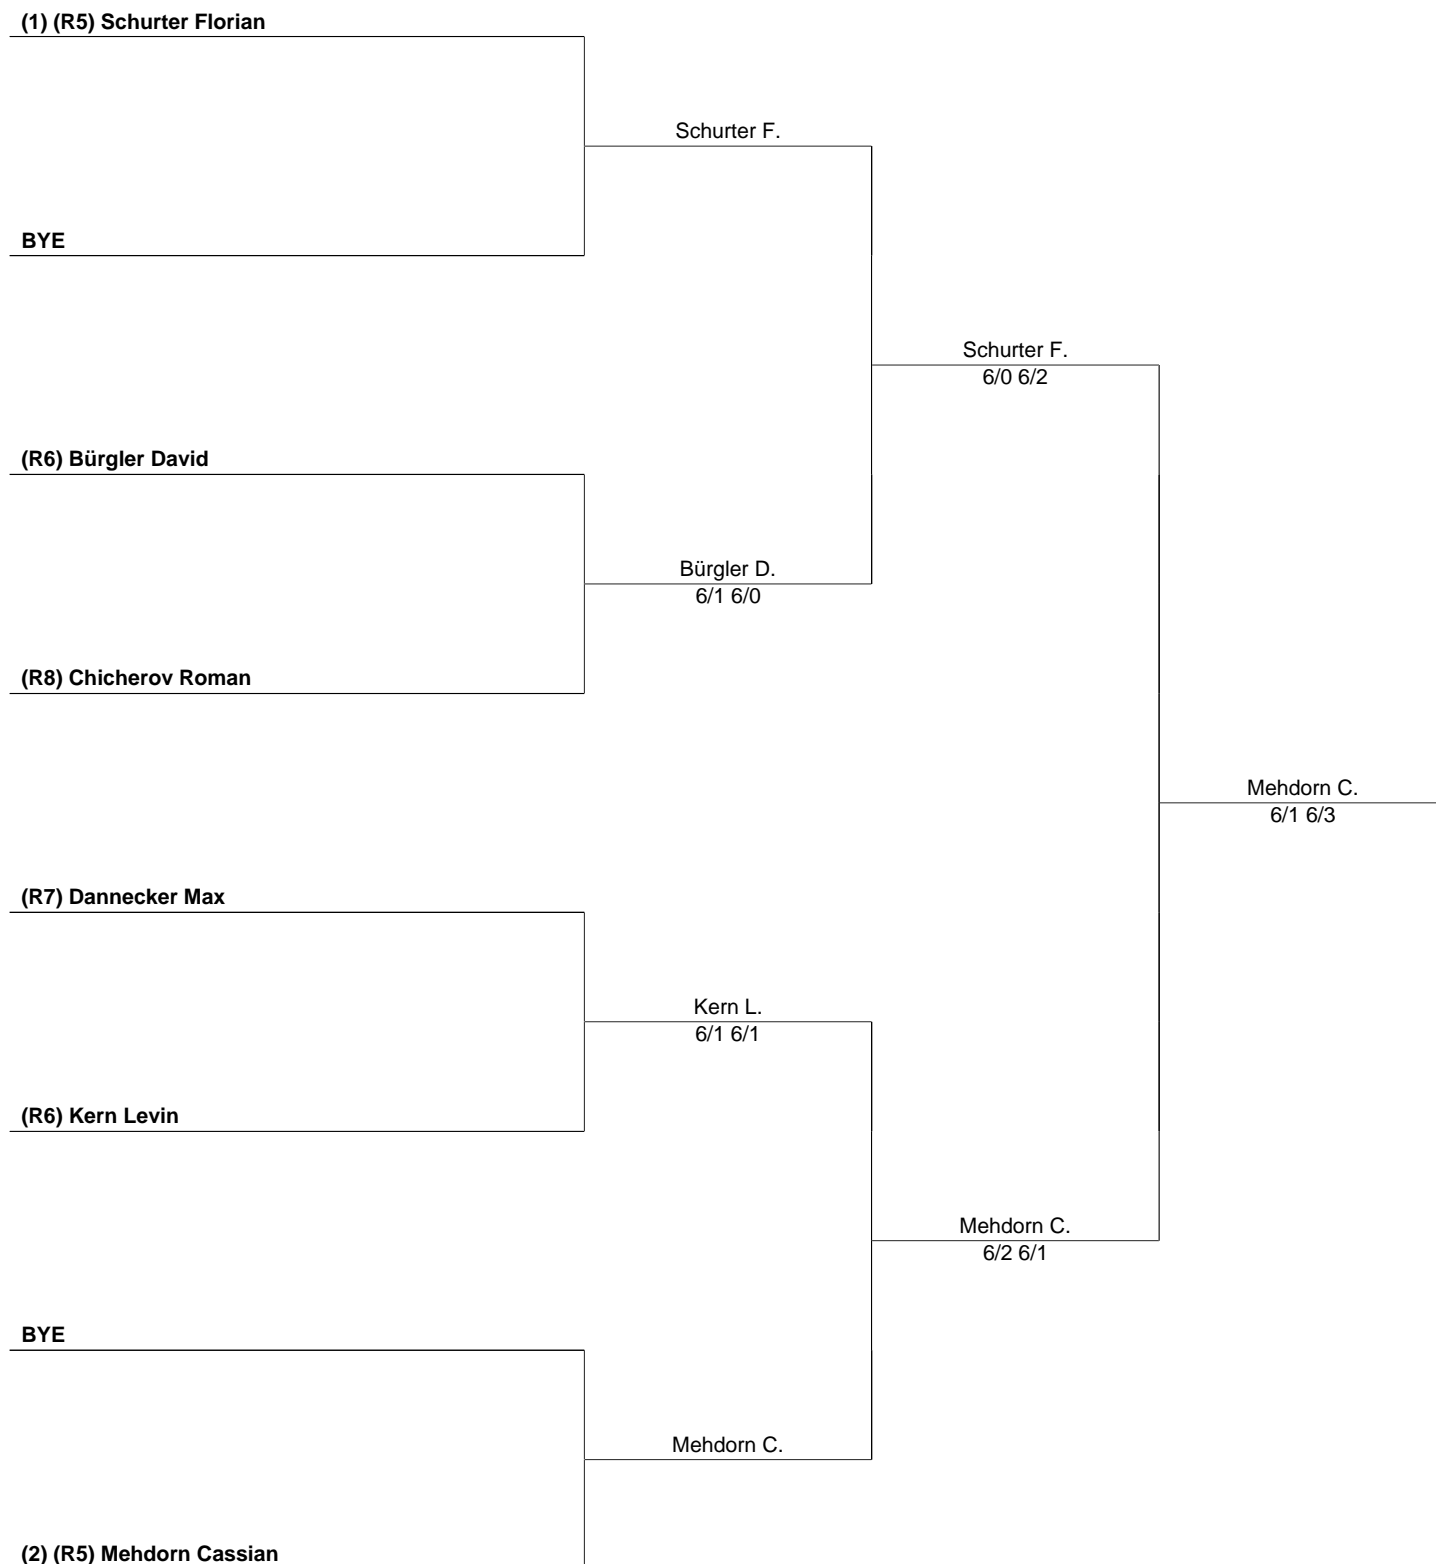 (1) (R5) Schurter Florian
Schurter F.
BYE
Schurter F.
6/0 6/2
(R6) Bürgler David
Bürgler D.
6/1 6/0
(R8) Chicherov Roman
Mehdorn C.
6/1 6/3
(R7) Dannecker Max
Kern L.
6/1 6/1
(R6) Kern Levin
Mehdorn C.
6/2 6/1
BYE
Mehdorn C.
(2) (R5) Mehdorn Cassian